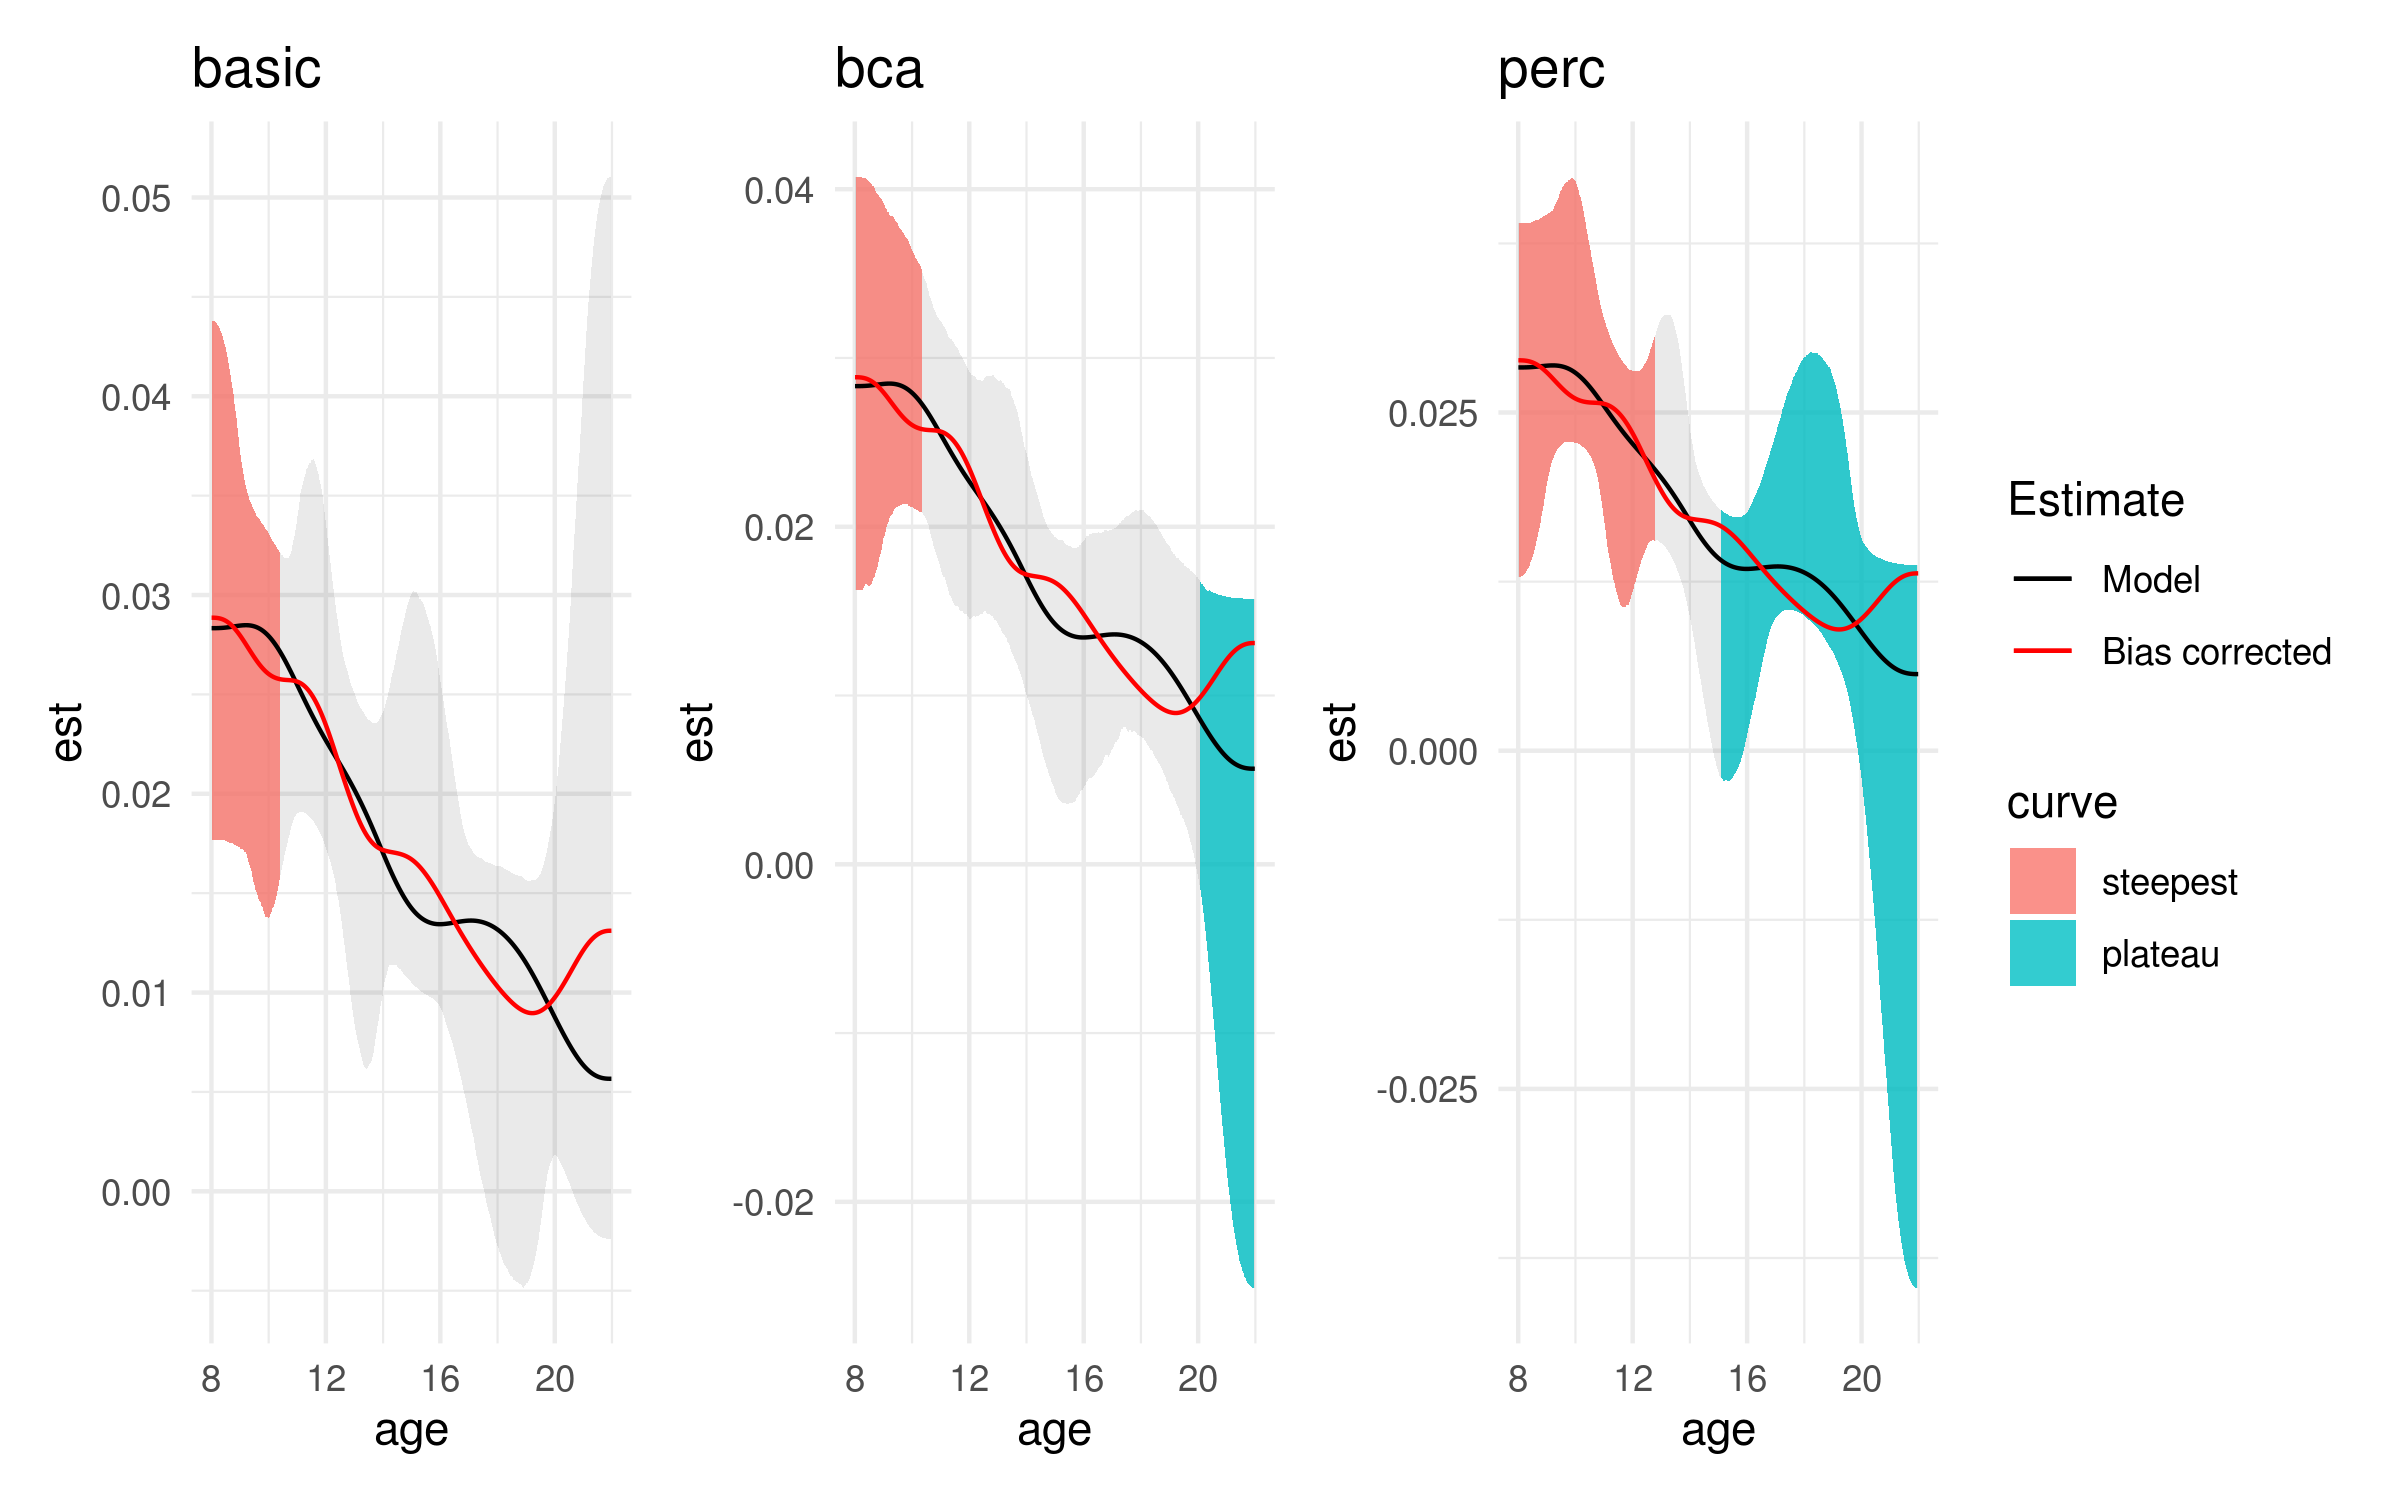 basic
bca
perc
0.05
0.04
0.03
0.02
0.01
0.00
est
8 12 16 20
age
0.04
0.02
0.00
-0.02
est
8 12 16 20
age
0.025
0.000
-0.025
est
8 12 16 20
age
Estimate
Model
Bias corrected
curve
steepest
plateau